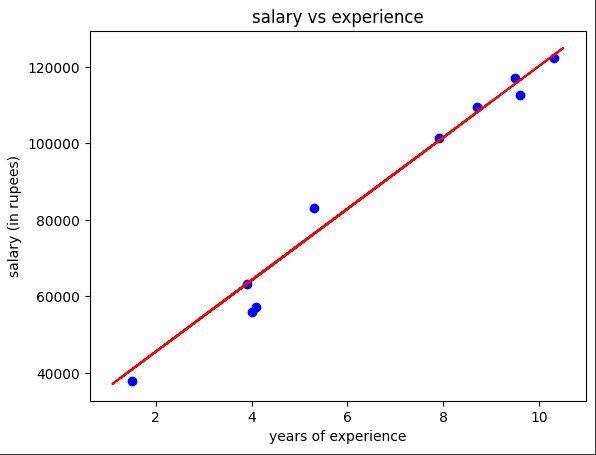 salary vs experience
120000
100000
80000
60000
40000
salary (in rupees)
2 4 6 8 10
years of experience